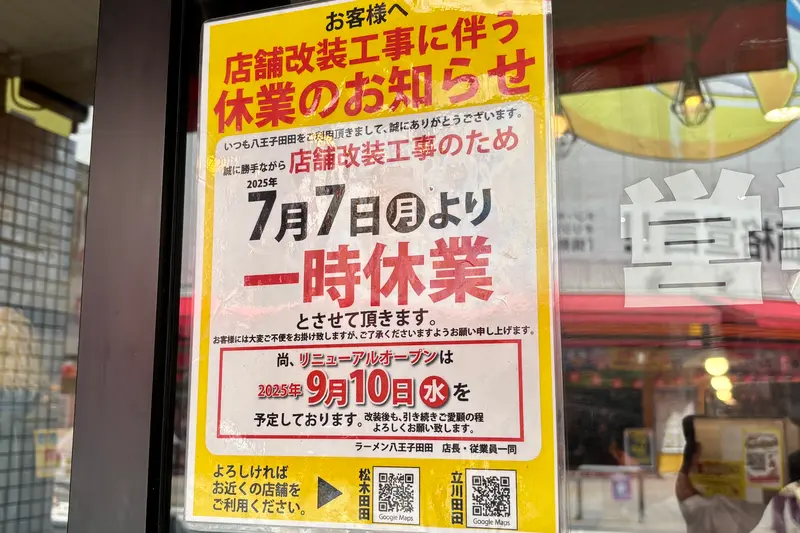 お客様へ
店舗改装工事に伴う
休業のお知らせ
いつも八王子田田をご利用頂きまして、誠にありがとうございます。
誠に勝手ながら 店舗改装工事のため
2025年
7月7日㊊より
一時休業
とさせて頂きます。
お客様には大変ご不便をお掛け致しますが、ご了承くださいますようお願い申し上げます。
尚、リニューアルオープンは
2025年 9月10日㊌を
予定しております。改装後も、引き続きご愛顧の程
よろしくお願い致します。
ラーメン八王子田田 店長・従業員一同
よろしければ
お近くの店舗を
ご利用ください。
▶
松木田田
Google Maps
立川田田
Google Maps
営